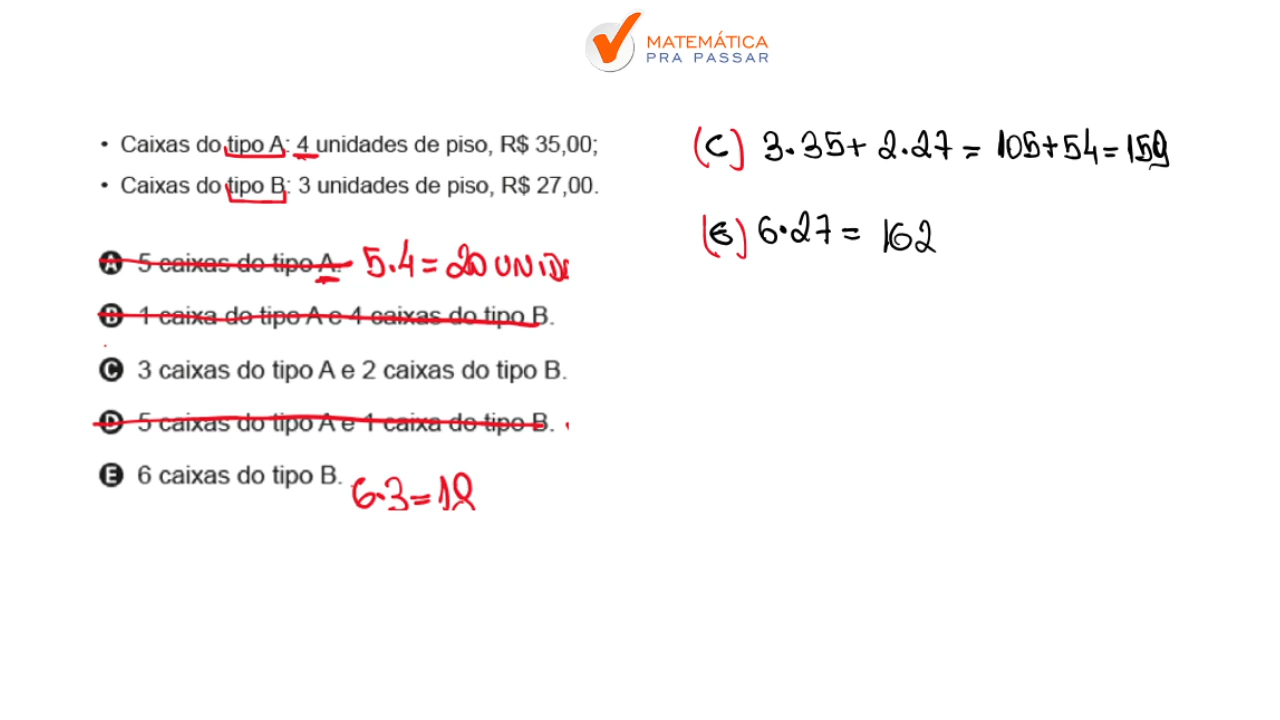 MATEMÁTICA
PRA PASSAR
• Caixas do tipo A: 4 unidades de piso, R$ 35,00;
• Caixas do tipo B: 3 unidades de piso, R$ 27,00.
A 5 caixas do tipo A. 5.4=20 UNID
B 1 caixa do tipo A e 4 caixas do tipo B.
C 3 caixas do tipo A e 2 caixas do tipo B.
D 5 caixas do tipo A e 1 caixa do tipo B.
E 6 caixas do tipo B. 6.3=18
(C) 3.35+ 2.27 = 105+54=159
(E) 6.27= 162